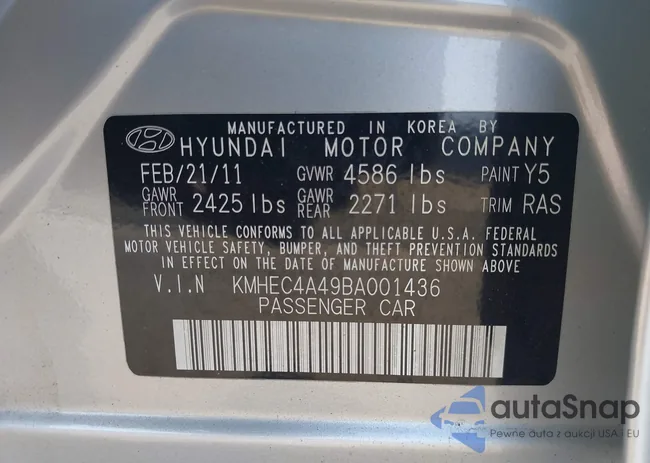 MANUFACTURED IN KOREA BY
HYUNDAI MOTOR COMPANY
FEB/21/11 GVWR 4586 lbs PAINT Y5
GAWR FRONT 2425 lbs GAWR REAR 2271 lbs TRIM RAS
THIS VEHICLE CONFORMS TO ALL APPLICABLE U.S.A. FEDERAL
MOTOR VEHICLE SAFETY, BUMPER, AND THEFT PREVENTION STANDARDS
IN EFFECT ON THE DATE OF MANUFACTURE SHOWN ABOVE
V.I.N KMHEC4A49BA001436
PASSENGER CAR
autaSnap
Pewne auta z aukcji USA i EU